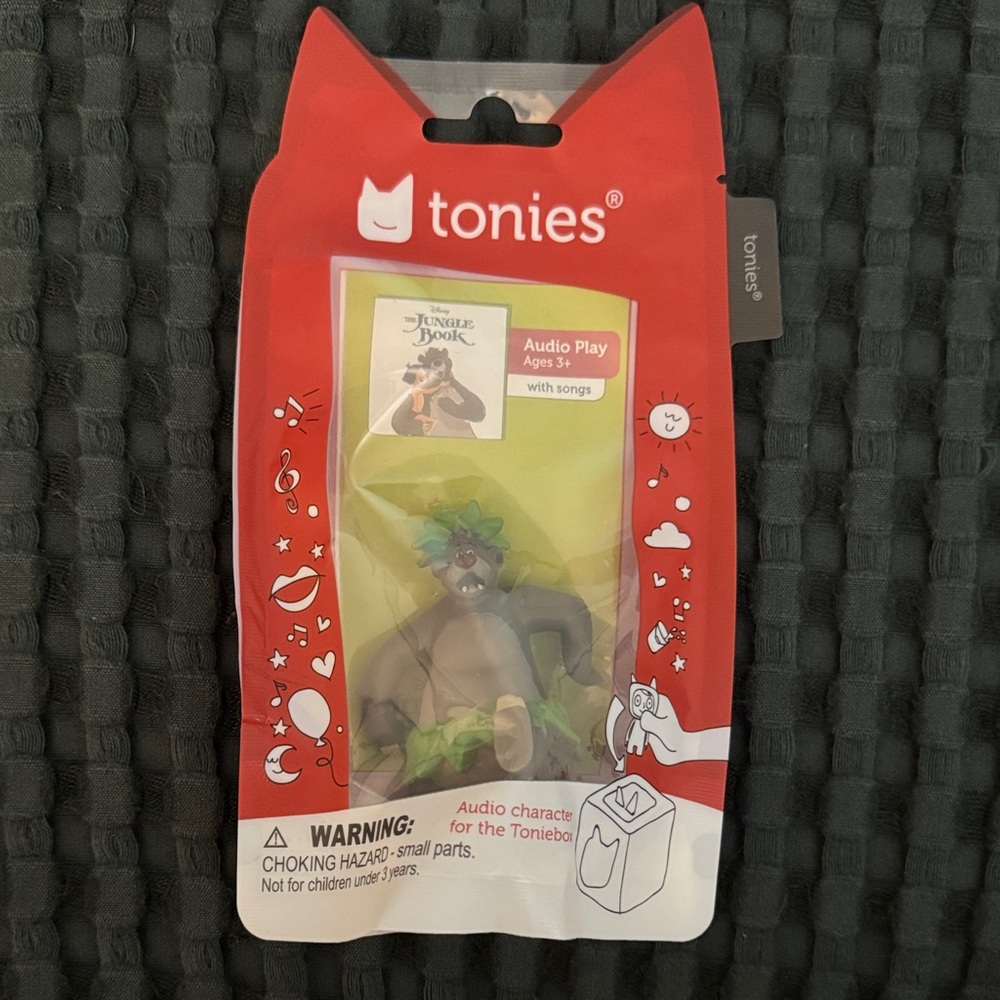 tonies®
tonies®
Disney
THE JUNGLE
BOOK
Audio Play
Ages 3+
with songs
Audio character
for the Toniebox
WARNING:
CHOKING HAZARD - small parts.
Not for children under 3 years.